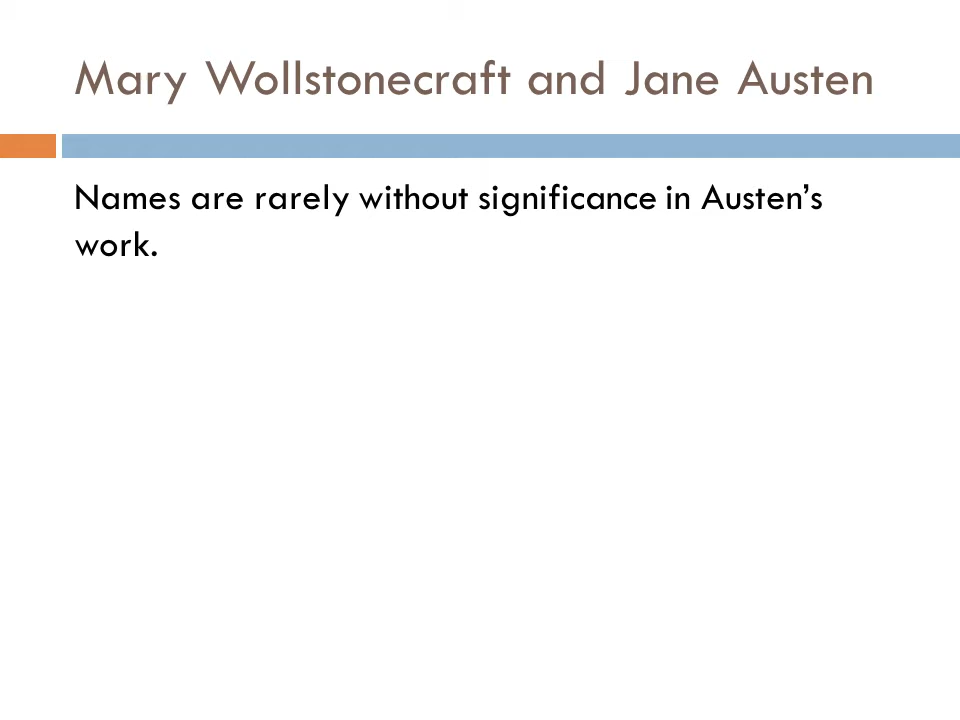 Mary Wollstonecraft and Jane Austen
Names are rarely without significance in Austen’s
work.